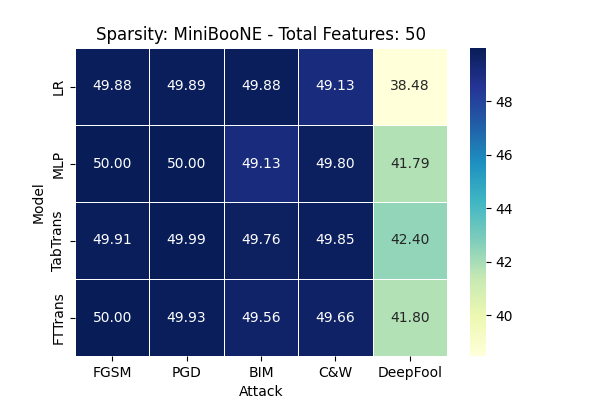 Sparsity: MiniBooNE - Total Features: 50
LR 49.88 49.89 49.88 49.13 38.48
MLP 50.00 50.00 49.13 49.80 41.79
TabTrans 49.91 49.99 49.76 49.85 42.40
FTTrans 50.00 49.93 49.56 49.66 41.80
Model
FGSM PGD BIM C&W DeepFool
Attack
48
46
44
42
40